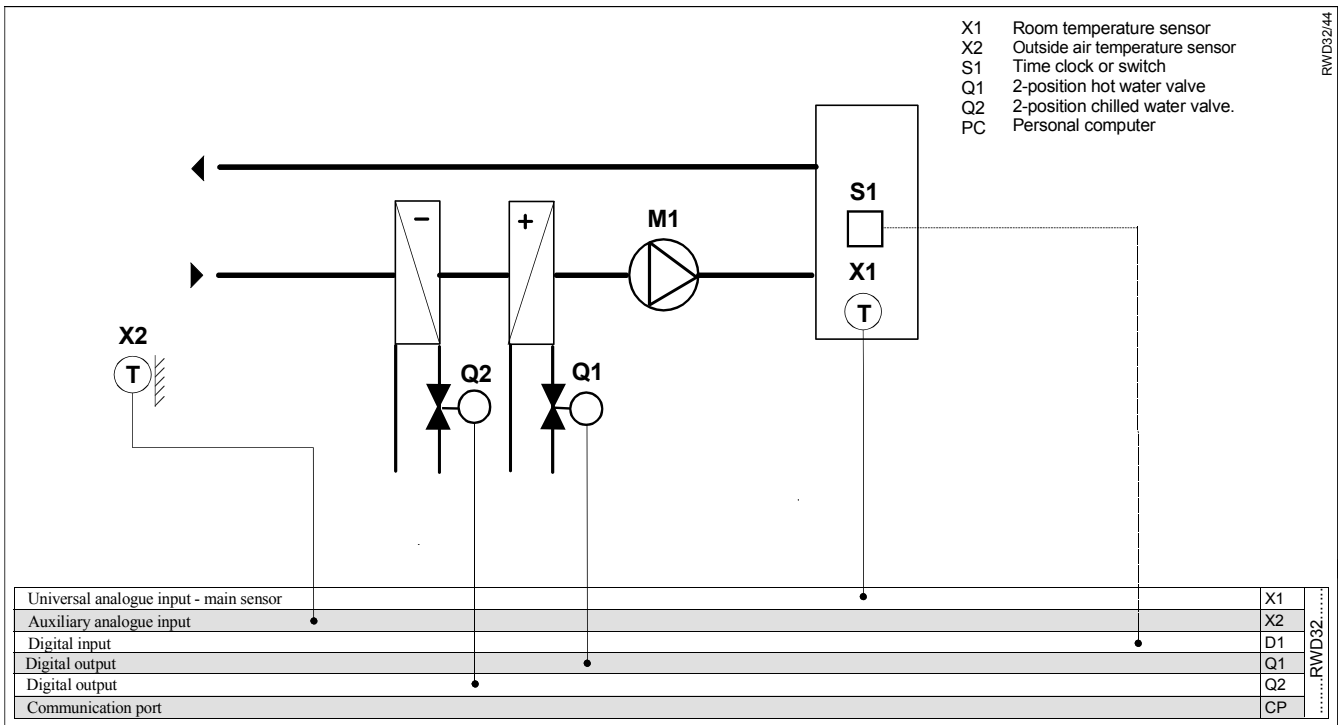 X1 Room temperature sensor
X2 Outside air temperature sensor
S1 Time clock or switch
Q1 2-position hot water valve
Q2 2-position chilled water valve.
PC Personal computer
RWD32/44
S1
M1
X1
T
− +
X2
T
Q2
Q1
Universal analogue input - main sensor X1
Auxiliary analogue input X2
Digital input D1
Digital output Q1
Digital output Q2
Communication port CP
........RWD32......